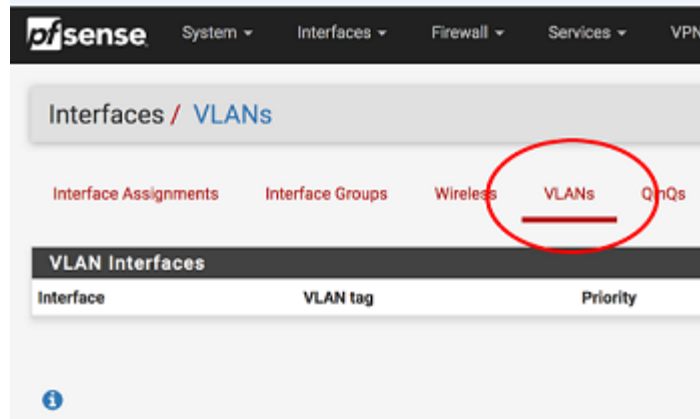 pfsense System Interfaces Firewall Services VPN
Interfaces / VLANs
Interface Assignments Interface Groups Wireless VLANs QinQs
VLAN Interfaces
Interface VLAN tag Priority